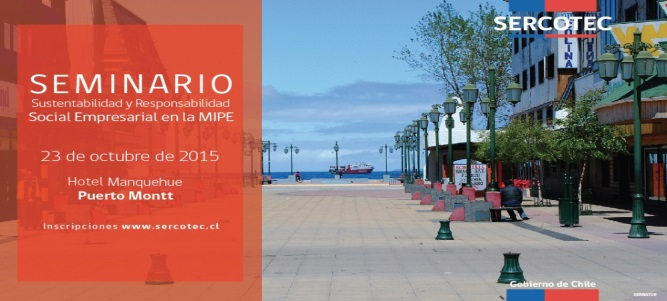 SEMINARIO
Sustentabilidad y Responsabilidad
Social Empresarial en la MIPE
23 de octubre de 2015
Hotel Manquehue
Puerto Montt
Inscripciones www.sercotec.cl
SERCOTEC
Gobierno de Chile